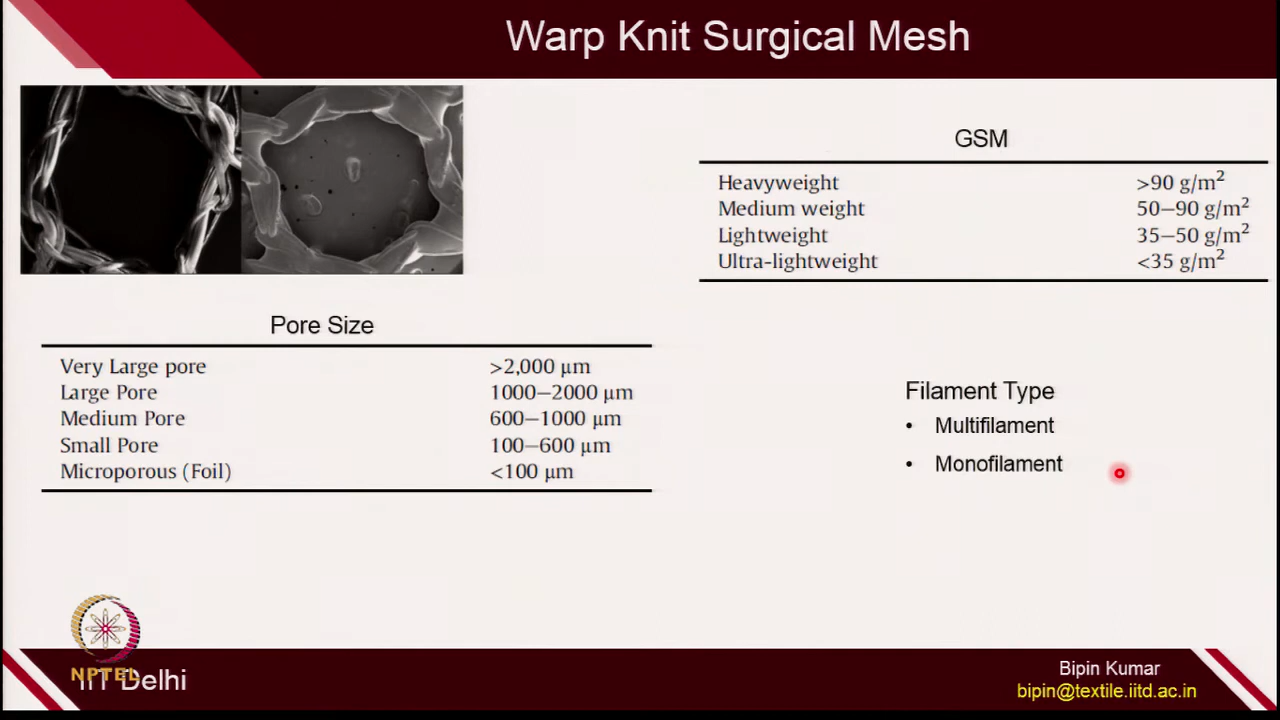 Warp Knit Surgical Mesh
GSM
Heavyweight >90 g/m²
Medium weight 50–90 g/m²
Lightweight 35–50 g/m²
Ultra-lightweight <35 g/m²
Pore Size
Very Large pore >2,000 μm
Large Pore 1000–2000 μm
Medium Pore 600–1000 μm
Small Pore 100–600 μm
Microporous (Foil) <100 μm
Filament Type
• Multifilament
• Monofilament
NPTEL
IIT Delhi
Bipin Kumar
bipin@textile.iitd.ac.in